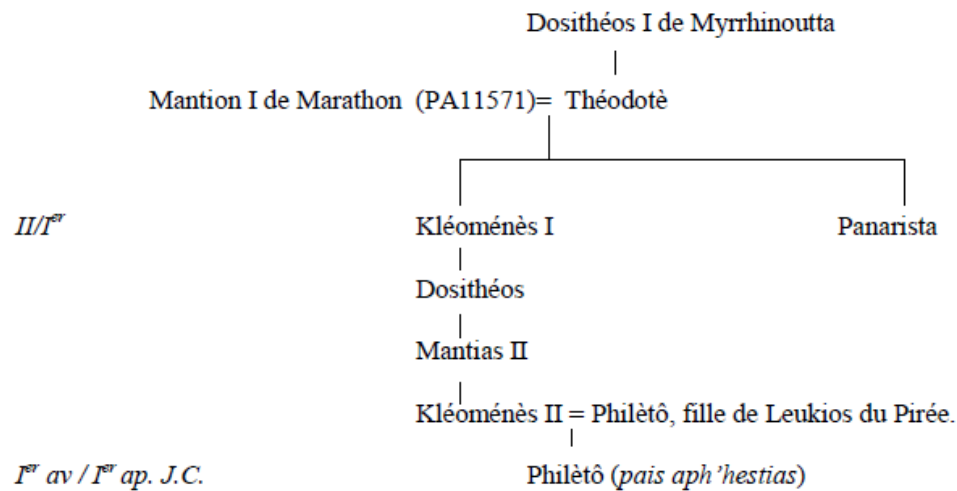 Dosithéos I de Myrrhinoutta
Mantion I de Marathon (PA11571)= Théodotè
II/Ier Kléoménès I Panarista
Dosithéos
Mantias II
Kléoménès II = Philètô, fille de Leukios du Pirée.
Ier av / Ier ap. J.C. Philètô (pais aph’hestias)